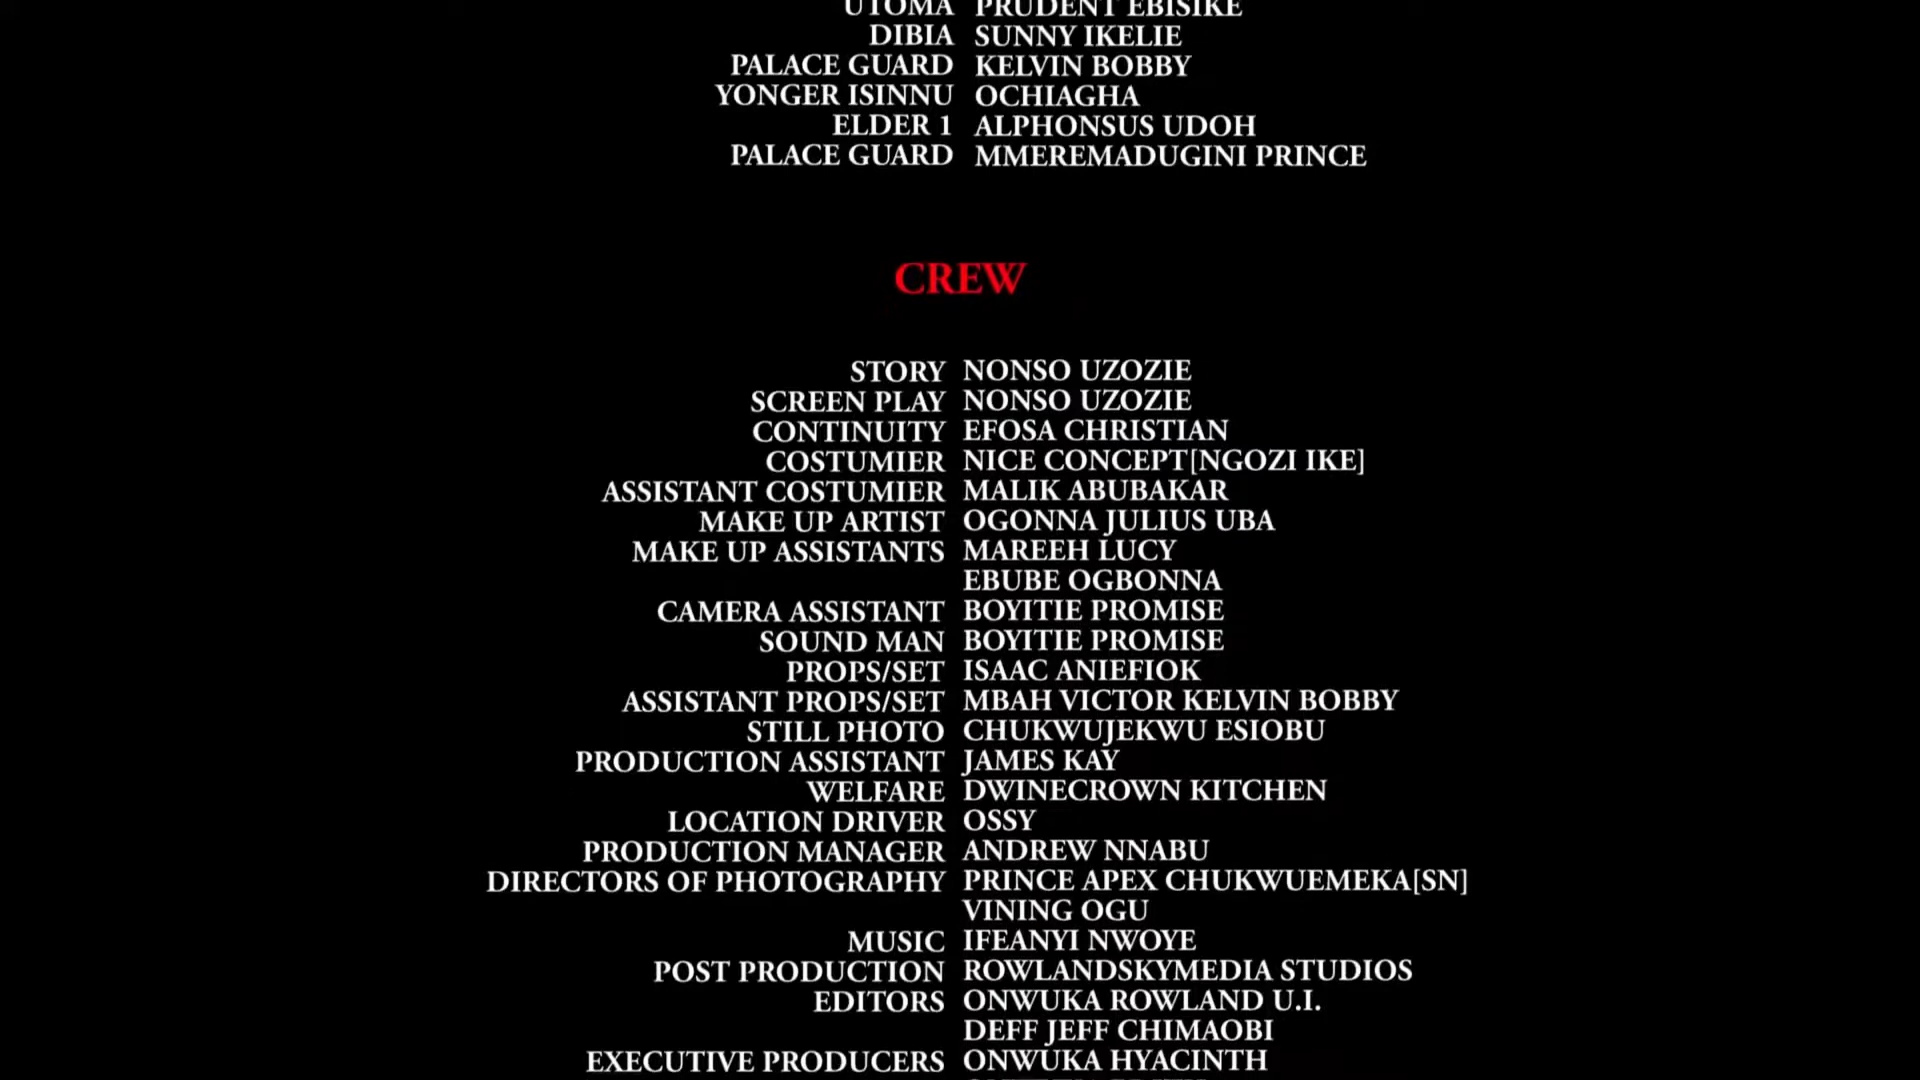 UTOMA PRUDENT EBISIKE
DIBIA SUNNY IKELIE
PALACE GUARD KELVIN BOBBY
YONGER ISINNU OCHIAGHA
ELDER 1 ALPHONSUS UDOH
PALACE GUARD MMEREMADUGINI PRINCE
CREW
STORY NONSO UZOZIE
SCREEN PLAY NONSO UZOZIE
CONTINUITY EFOSA CHRISTIAN
COSTUMIER NICE CONCEPT[NGOZI IKE]
ASSISTANT COSTUMIER MALIK ABUBAKAR
MAKE UP ARTIST OGONNA JULIUS UBA
MAKE UP ASSISTANTS MAREEH LUCY
EBUBE OGBONNA
CAMERA ASSISTANT BOYITIE PROMISE
SOUND MAN BOYITIE PROMISE
PROPS/SET ISAAC ANIEFIOK
ASSISTANT PROPS/SET MBAH VICTOR KELVIN BOBBY
STILL PHOTO CHUKWUJEKWU ESIOBU
PRODUCTION ASSISTANT JAMES KAY
WELFARE DWINECROWN KITCHEN
LOCATION DRIVER OSSY
PRODUCTION MANAGER ANDREW NNABU
DIRECTORS OF PHOTOGRAPHY PRINCE APEX CHUKWUEMEKA[SN]
VINING OGU
MUSIC IFEANYI NWOYE
POST PRODUCTION ROWLANDSKYMEDIA STUDIOS
EDITORS ONWUKA ROWLAND U.I.
DEFF JEFF CHIMAOBI
EXECUTIVE PRODUCERS ONWUKA HYACINTH